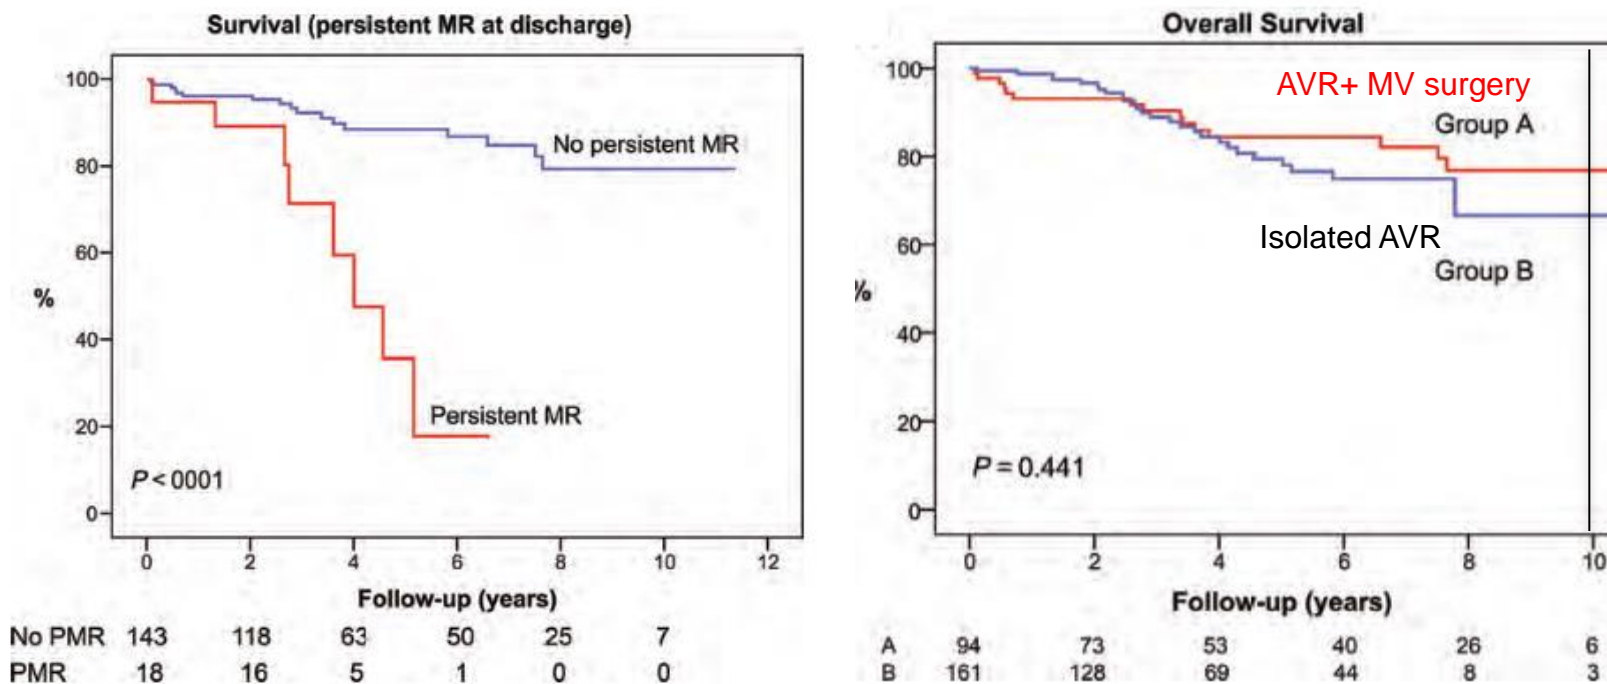 Survival (persistent MR at discharge)
100
80
60
40
20
0
%
No persistent MR
Persistent MR
P < 0001
0 2 4 6 8 10 12
Follow-up (years)
No PMR 143 118 63 50 25 7
PMR 18 16 5 1 0 0
Overall Survival
100
80
60
40
20
0
%
AVR+ MV surgery
Group A
Isolated AVR
Group B
P = 0.441
0 2 4 6 8 10
Follow-up (years)
A 94 73 53 40 26 6
B 161 128 69 44 8 3